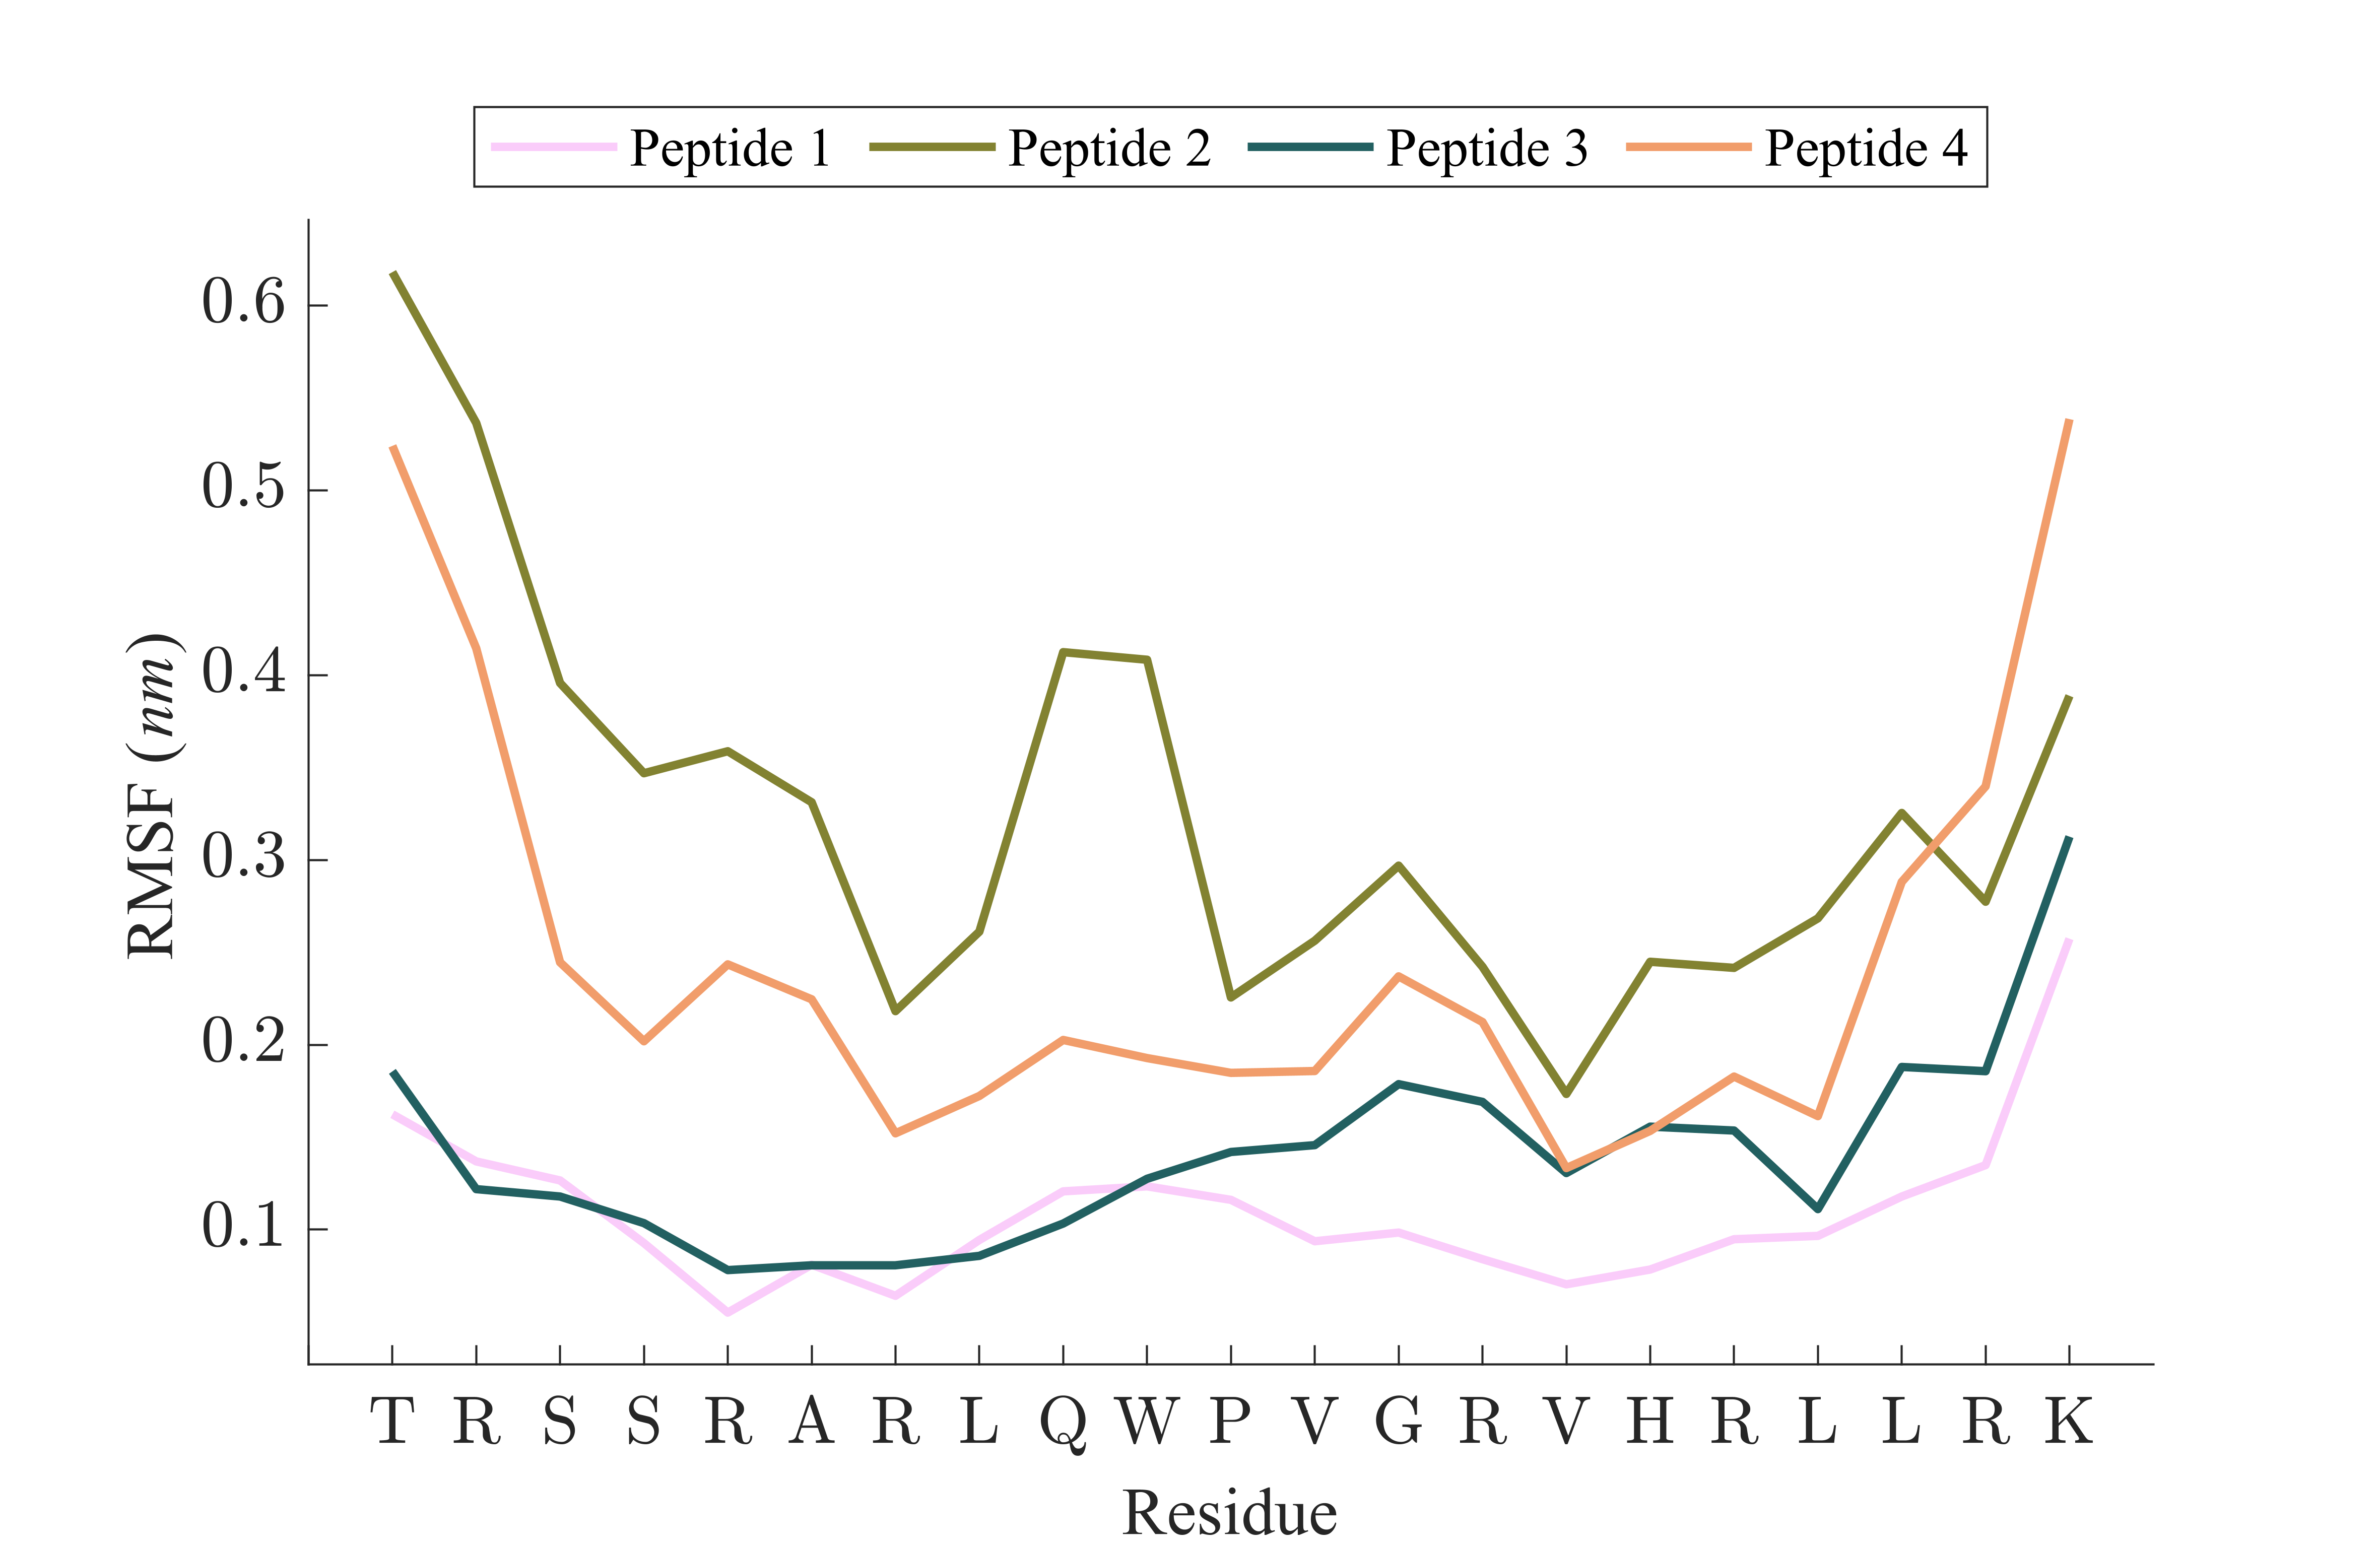 Peptide 1 Peptide 2 Peptide 3 Peptide 4
0.6
0.5
0.4
0.3
0.2
0.1
RMSF (nm)
T R S S R A R L Q W P V G R V H R L L R K
Residue